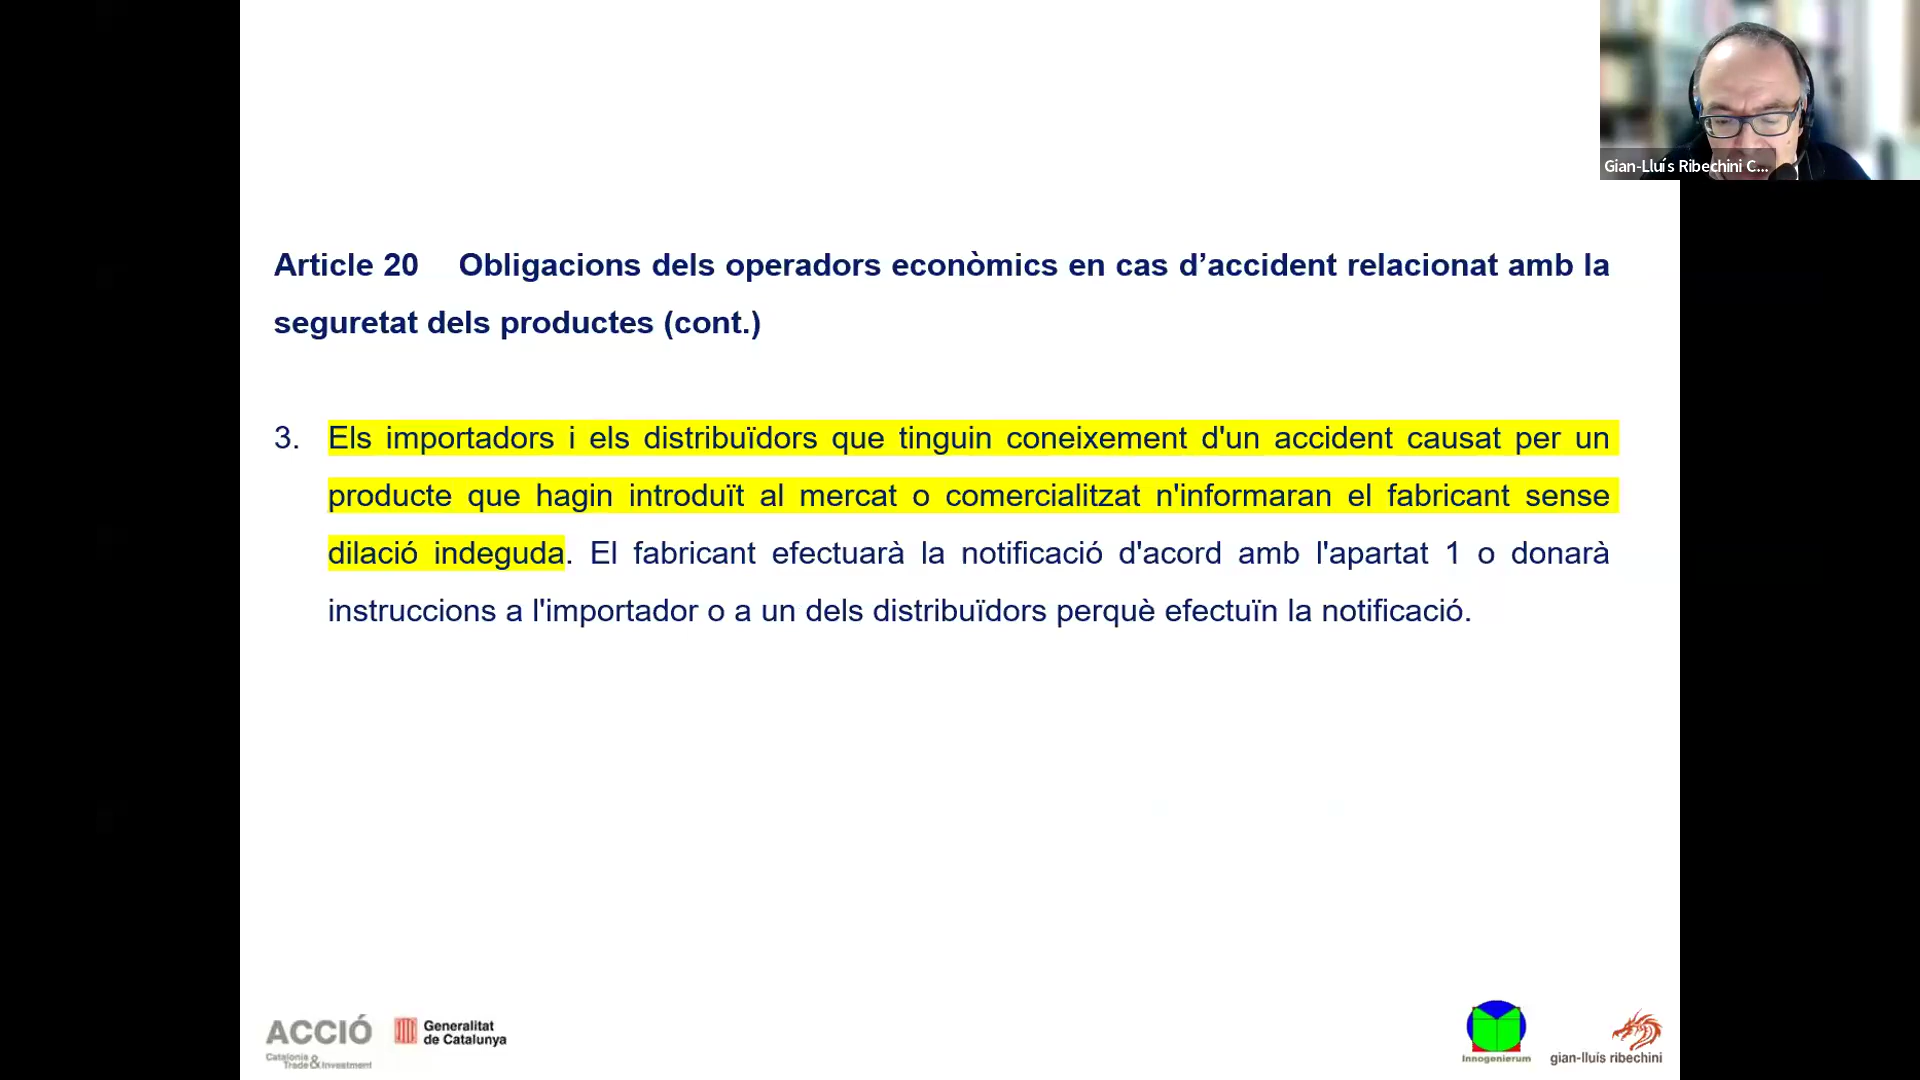 Gian-Lluís Ribechini C...
Article 20 Obligacions dels operadors econòmics en cas d’accident relacionat amb la
seguretat dels productes (cont.)
3. Els importadors i els distribuïdors que tinguin coneixement d'un accident causat per un
producte que hagin introduït al mercat o comercialitzat n'informaran el fabricant sense
dilació indeguda. El fabricant efectuarà la notificació d'acord amb l'apartat 1 o donarà
instruccions a l'importador o a un dels distribuïdors perquè efectuïn la notificació.
ACCIÓ
Catalonia
Trade & Investment
Generalitat
de Catalunya
Innogenierum
gian-lluís ribechini